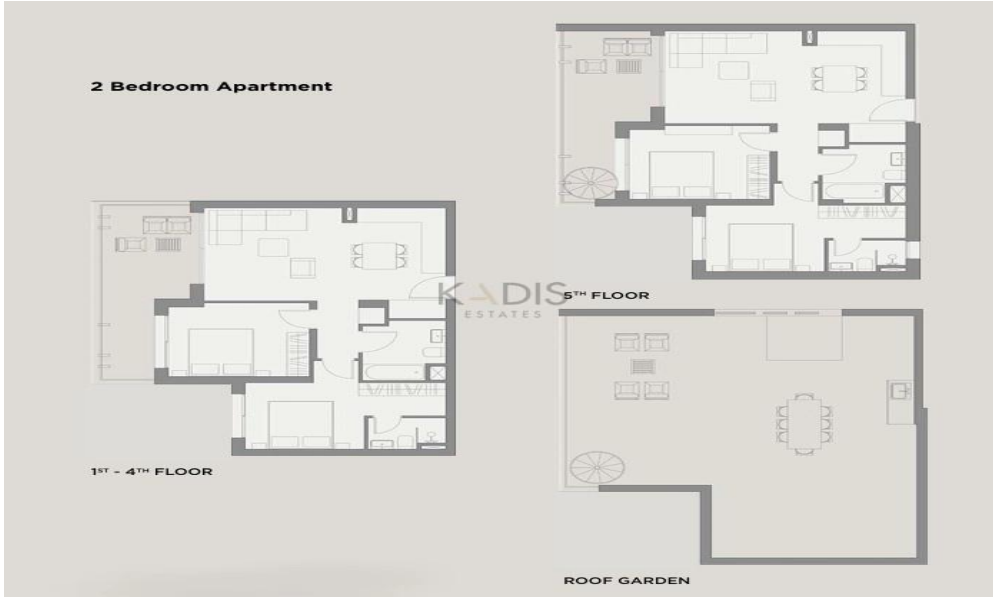 2 Bedroom Apartment
5TH FLOOR
KADIS
ESTATES
1ST - 4TH FLOOR
ROOF GARDEN